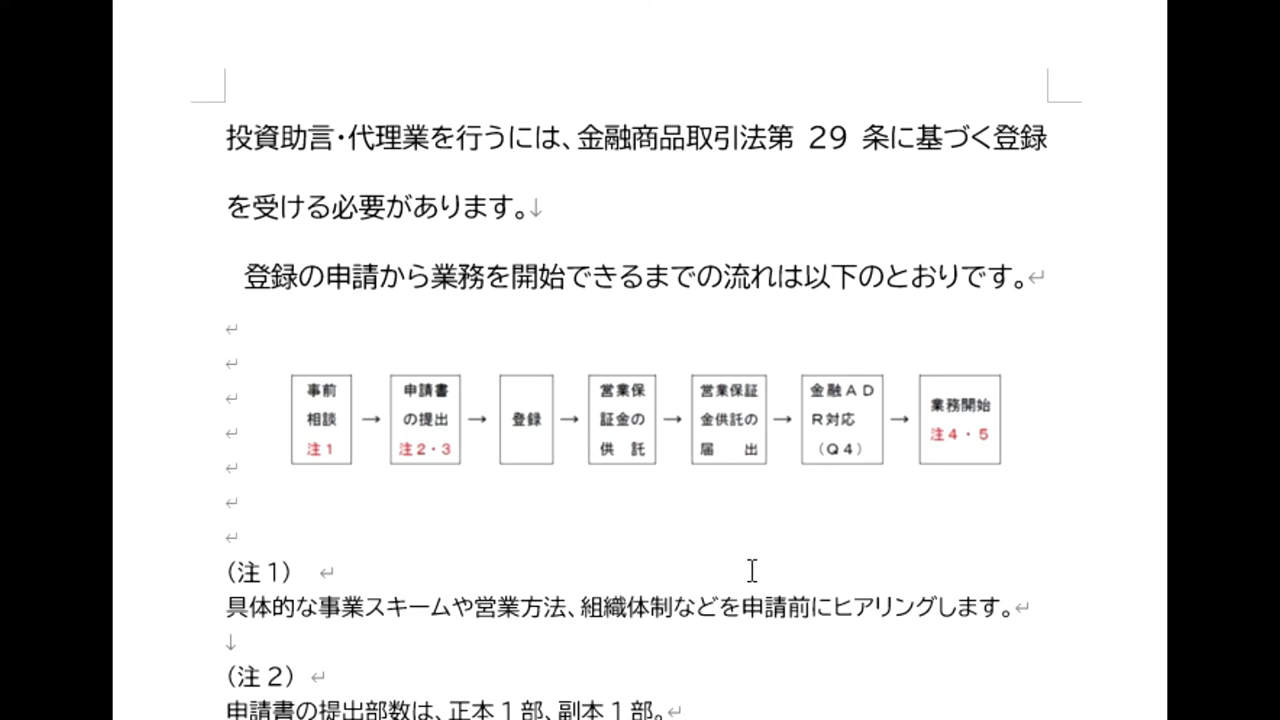 投資助言・代理業を行うには、金融商品取引法第 29 条に基づく登録
を受ける必要があります。↓
登録の申請から業務を開始できるまでの流れは以下のとおりです。↵
↵
↵
事前
相談
注１
→
申請書
の提出
注２・３
→
登録
→
営業保
証金の
供 託
→
営業保証
金供託の
届 出
→
金融ＡＤ
Ｒ対応
（Ｑ４）
→
業務開始
注４・５
↵
↵
↵
↵
↵
（注 1） ↵
具体的な事業スキームや営業方法、組織体制などを申請前にヒアリングします。↵
↓
（注 2） ↵
申請書の提出部数は、正本 1 部、副本 1 部。↵